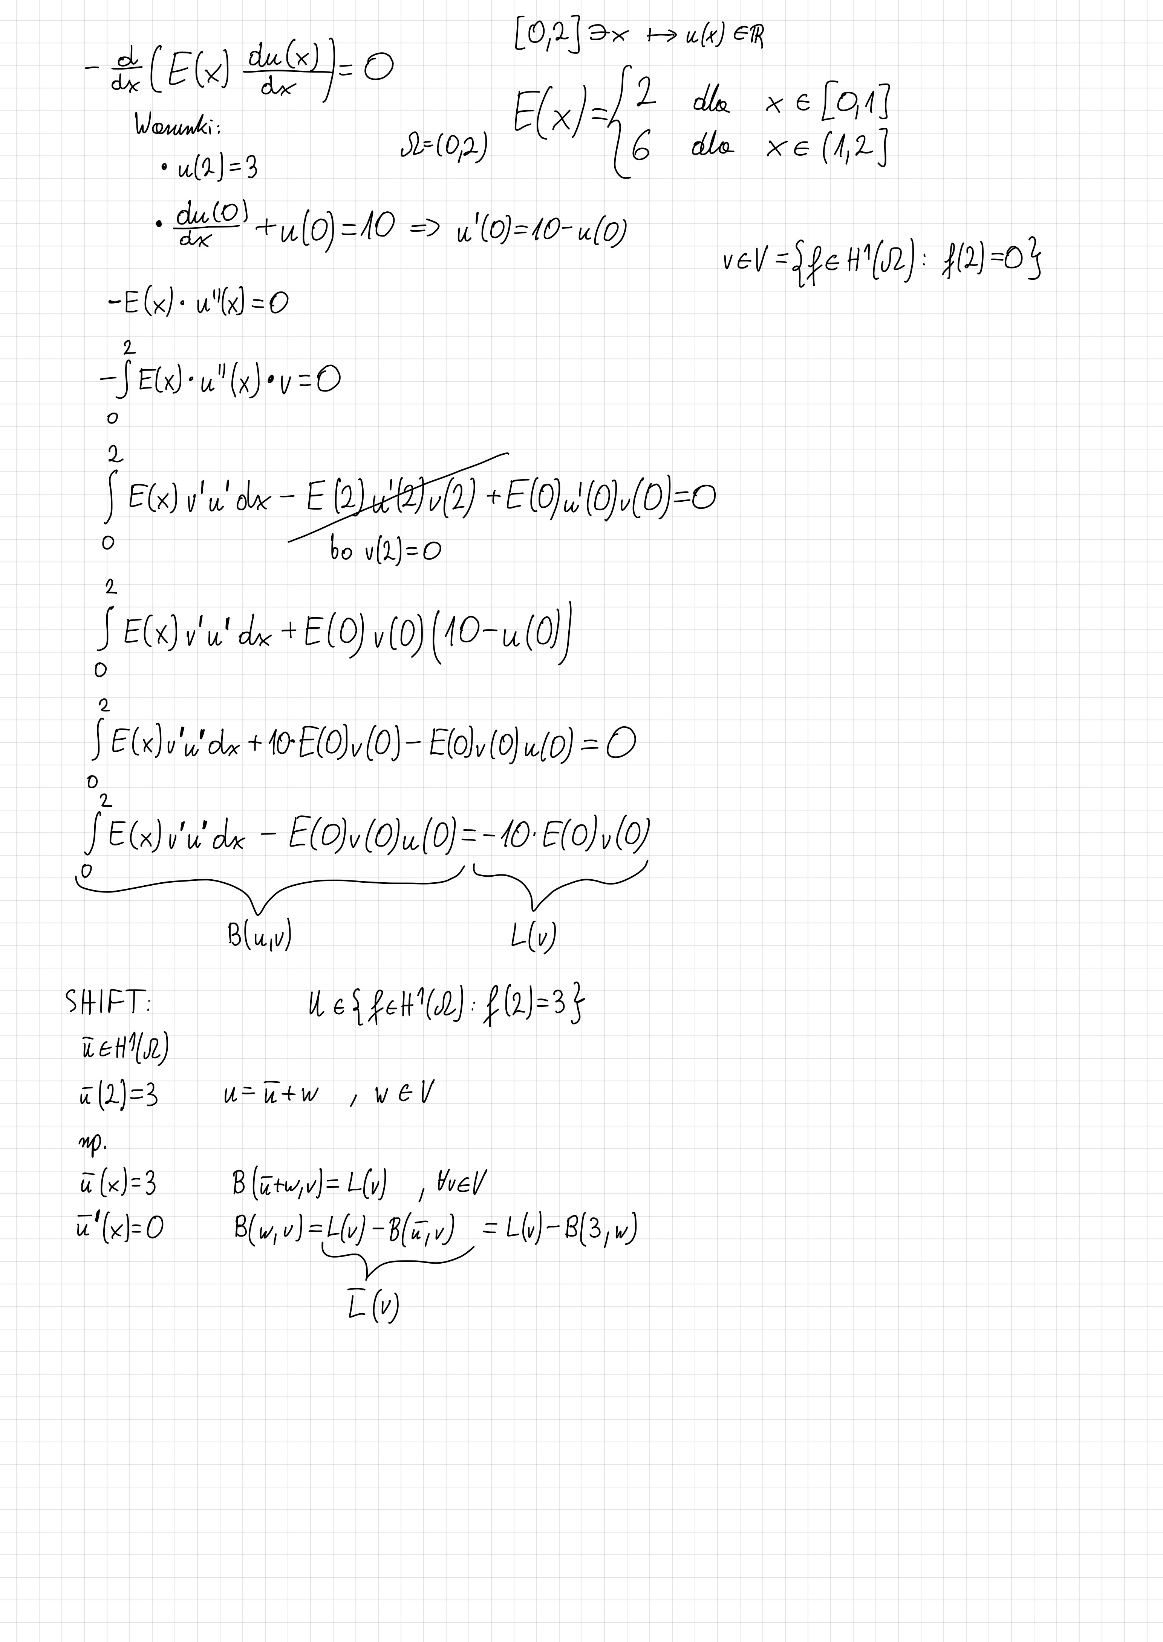 [0,2]∋x ↦ u(x) ∈ℝ
- d/dx (E(x) du(x)/dx) = 0
E(x) = { 2 dla x ∈ [0,1]
6 dla x ∈ (1,2]
Warunki:
Ω=(0,2)
• u(2)=3
• du(0)/dx + u(0) = 10 => u'(0)=10-u(0)
v∈V = {f∈H¹(Ω): f(2)=0}
-E(x)· u''(x) = 0
-∫₀² E(x)·u''(x)·v = 0
∫₀² E(x) v'u' dx - E(2)u'(2)v(2) + E(0)u'(0)v(0) = 0
bo v(2)=0
∫₀² E(x) v'u' dx + E(0) v(0) (10-u(0))
∫₀² E(x)v'u'dx + 10·E(0)v(0) - E(0)v(0)u(0) = 0
∫₀² E(x)v'u'dx - E(0)v(0)u(0) = -10·E(0)v(0)
B(u,v) L(v)
SHIFT: U ∈ {f∈H¹(Ω): f(2)=3}
ū∈H¹(Ω)
ū(2)=3 u = ū+w , w ∈ V
np.
ū(x)=3 B(ū+w,v) = L(v) , ∀v∈V
ū'(x)=0 B(w,v) = L(v) - B(ū,v) = L(v) - B(3,w)
L̄(v)